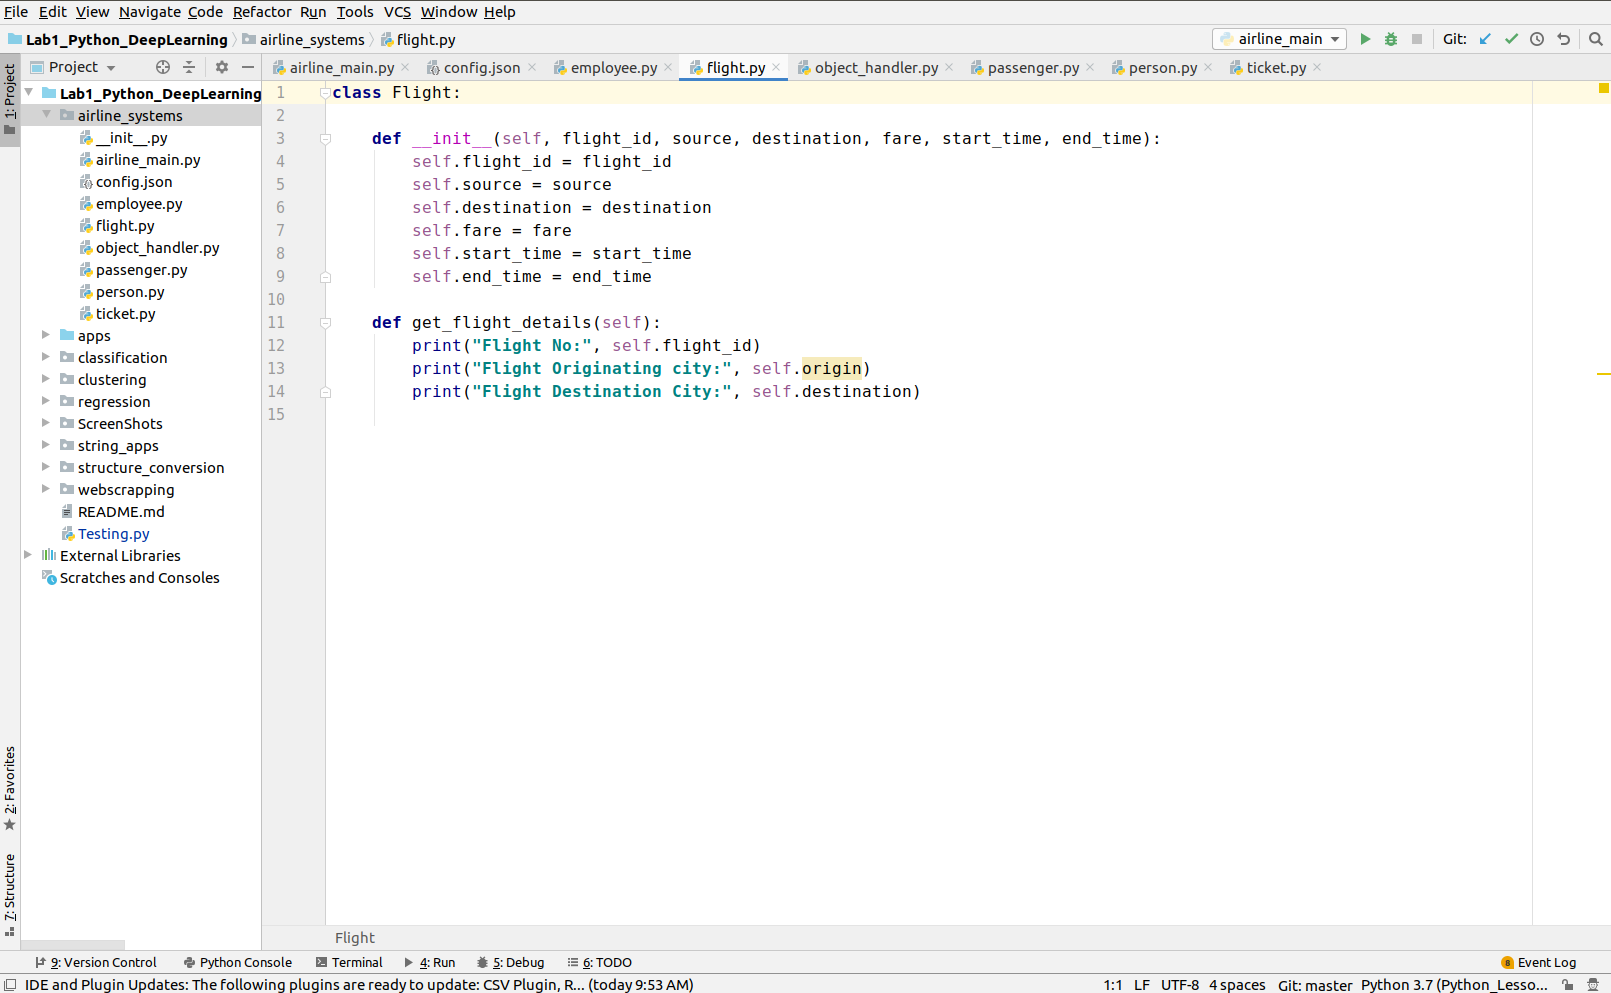 File Edit View Navigate Code Refactor Run Tools VCS Window Help
Lab1_Python_DeepLearning airline_systems flight.py airline_main Git:
1: Project Project airline_main.py config.json employee.py flight.py object_handler.py passenger.py person.py ticket.py
Lab1_Python_DeepLearning
airline_systems
__init__.py
airline_main.py
config.json
employee.py
flight.py
object_handler.py
passenger.py
person.py
ticket.py
apps
classification
clustering
regression
ScreenShots
string_apps
structure_conversion
webscrapping
README.md
Testing.py
External Libraries
Scratches and Consoles
2: Favorites
7: Structure
1 class Flight:
2
3 def __init__(self, flight_id, source, destination, fare, start_time, end_time):
4 self.flight_id = flight_id
5 self.source = source
6 self.destination = destination
7 self.fare = fare
8 self.start_time = start_time
9 self.end_time = end_time
10
11 def get_flight_details(self):
12 print("Flight No:", self.flight_id)
13 print("Flight Originating city:", self.origin)
14 print("Flight Destination City:", self.destination)
15
Flight
9: Version Control Python Console Terminal 4: Run 5: Debug 6: TODO 8 Event Log
IDE and Plugin Updates: The following plugins are ready to update: CSV Plugin, R... (today 9:53 AM) 1:1 LF UTF-8 4 spaces Git: master Python 3.7 (Python_Lesso...